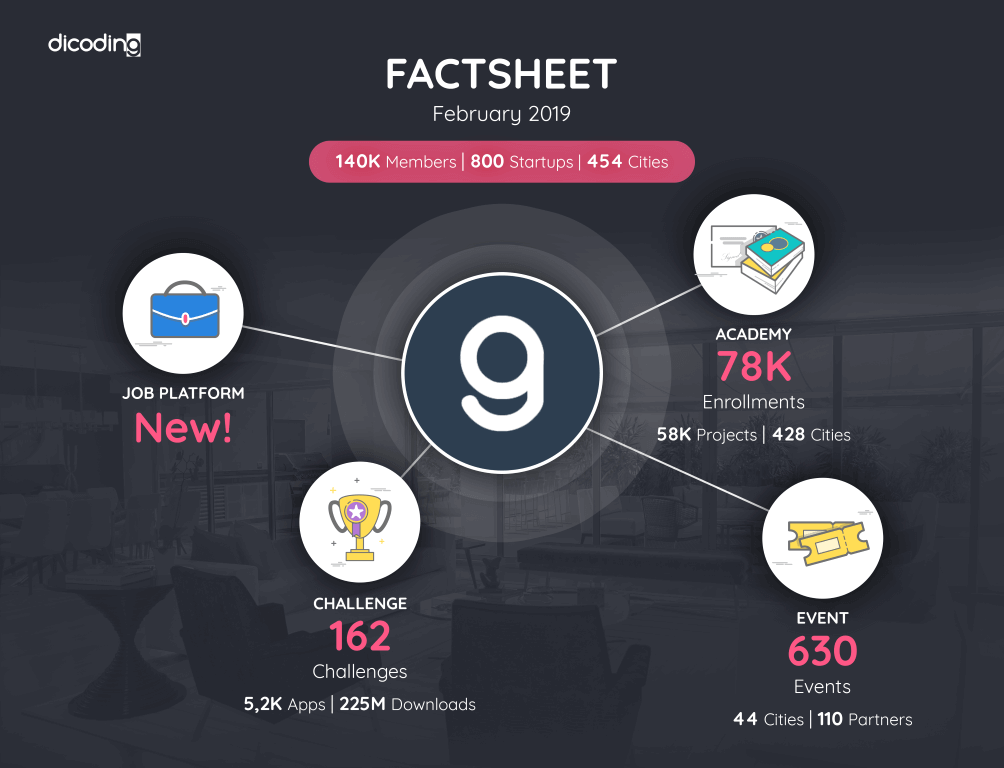 dicoding
FACTSHEET
February 2019
140K Members | 800 Startups | 454 Cities
ACADEMY
78K
Enrollments
58K Projects | 428 Cities
JOB PLATFORM
New!
g
CHALLENGE
162
Challenges
5,2K Apps | 225M Downloads
EVENT
630
Events
44 Cities | 110 Partners